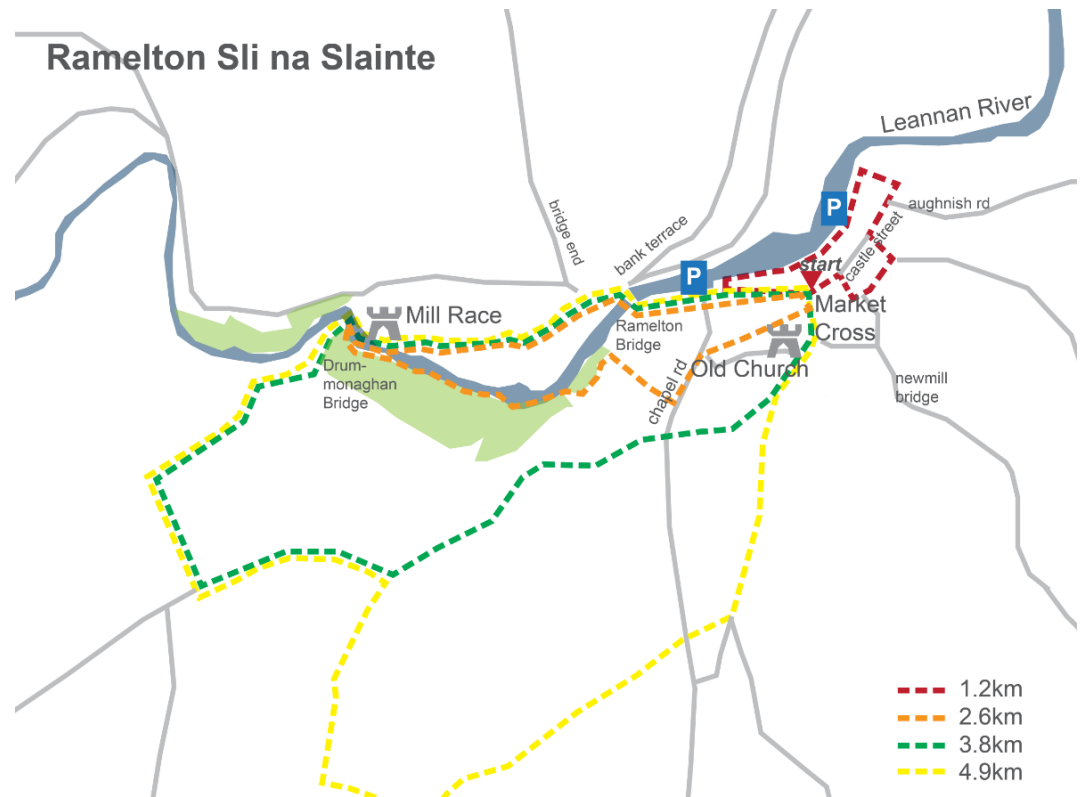 Ramelton Sli na Slainte
Leannan River
P
aughnish rd
bridge end
bank terrace
castle street
start
P
Mill Race
Market
Cross
Ramelton
Bridge
Drum-
monaghan
Bridge
Old Church
chapel rd
newmill
bridge
1.2km
2.6km
3.8km
4.9km